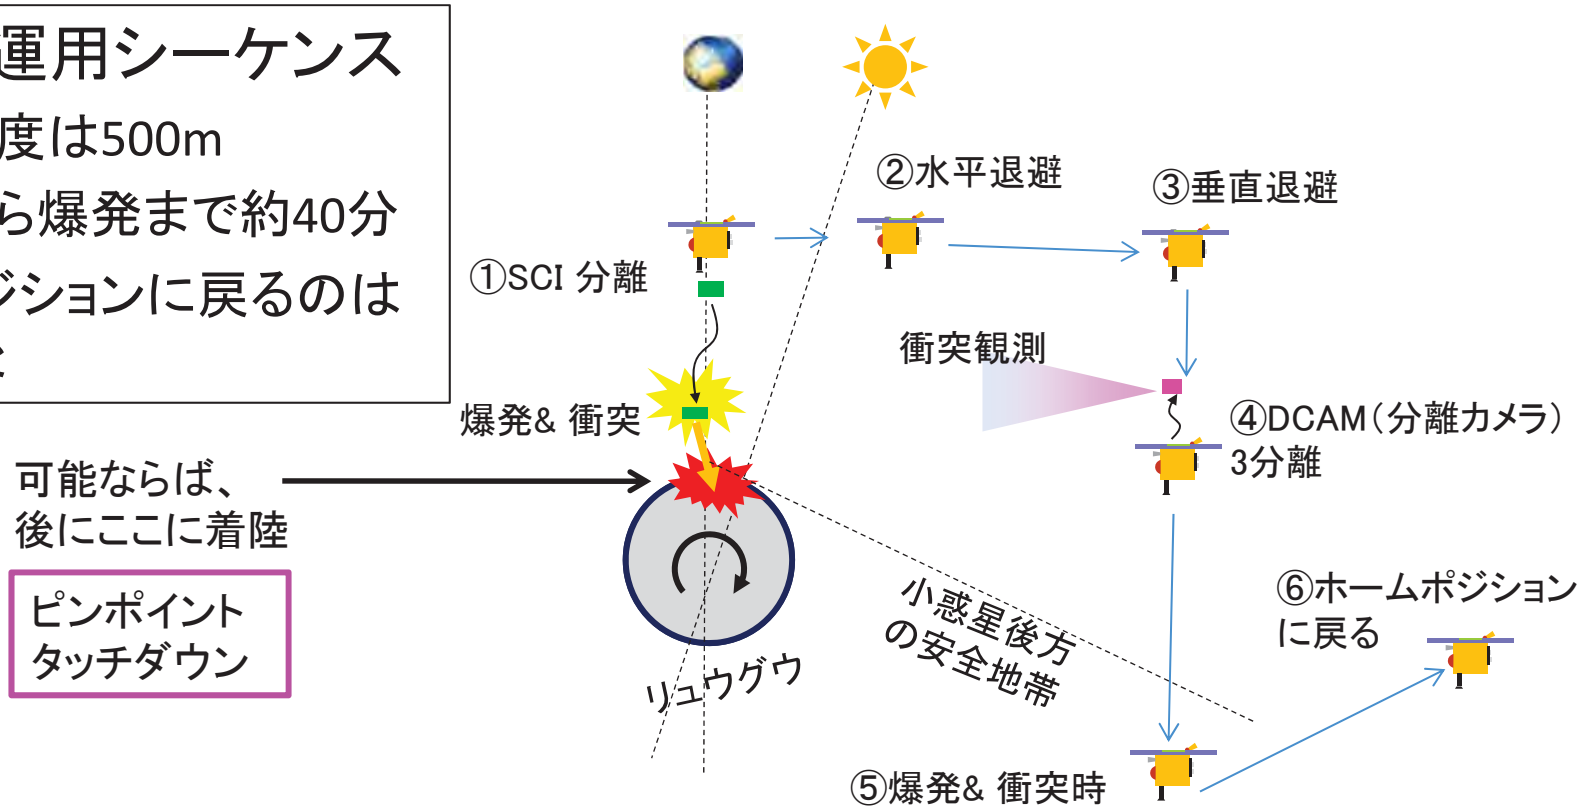 運用シーケンス
度は500m
ら爆発まで約40分
ジションに戻るのは
①SCI 分離
②水平退避
③垂直退避
衝突観測
爆発& 衝突
④DCAM（分離カメラ）
3分離
可能ならば、
後にここに着陸
ピンポイント
タッチダウン
リュウグウ
小惑星後方
の安全地帯
⑥ホームポジション
に戻る
⑤爆発& 衝突時